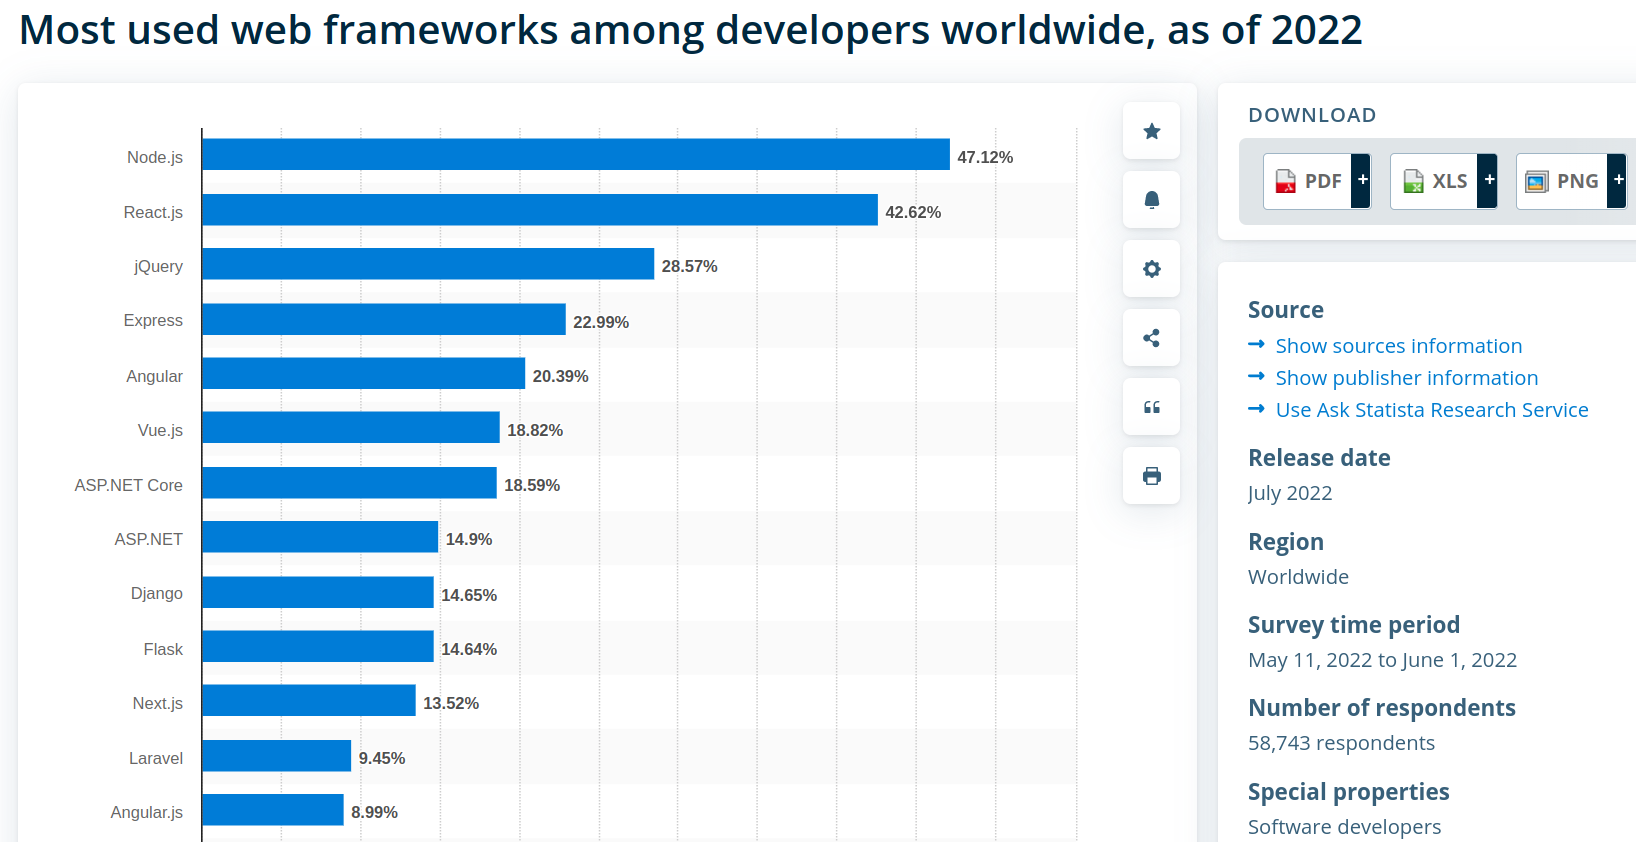 Most used web frameworks among developers worldwide, as of 2022
Node.js 47.12%
React.js 42.62%
jQuery 28.57%
Express 22.99%
Angular 20.39%
Vue.js 18.82%
ASP.NET Core 18.59%
ASP.NET 14.9%
Django 14.65%
Flask 14.64%
Next.js 13.52%
Laravel 9.45%
Angular.js 8.99%
DOWNLOAD
PDF + XLS + PNG +
Source
→ Show sources information
→ Show publisher information
→ Use Ask Statista Research Service
Release date
July 2022
Region
Worldwide
Survey time period
May 11, 2022 to June 1, 2022
Number of respondents
58,743 respondents
Special properties
Software developers